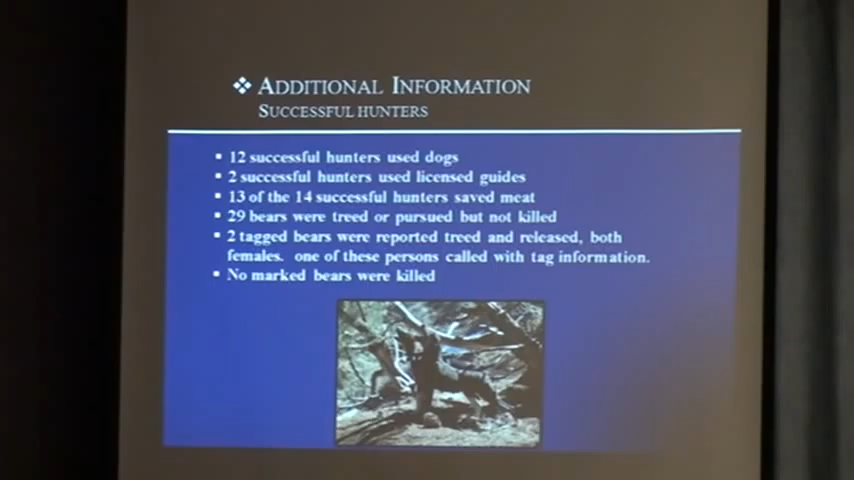 ❖ ADDITIONAL INFORMATION
SUCCESSFUL HUNTERS
▪ 12 successful hunters used dogs
▪ 2 successful hunters used licensed guides
▪ 13 of the 14 successful hunters saved meat
▪ 29 bears were treed or pursued but not killed
▪ 2 tagged bears were reported treed and released, both
females. one of these persons called with tag information.
▪ No marked bears were killed